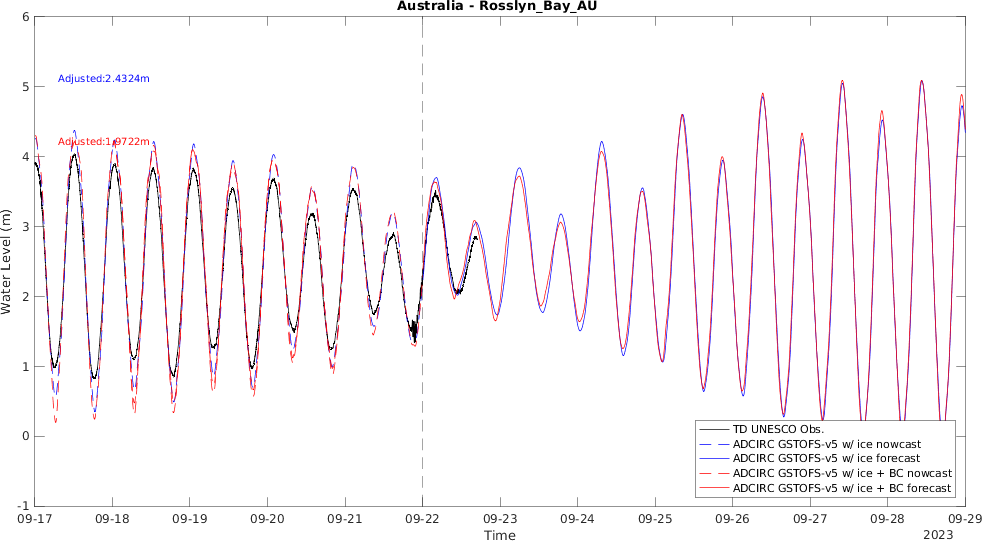 Australia - Rosslyn_Bay_AU
6
5
4
3
2
1
0
-1
Water Level (m)
Adjusted:2.4324m
Adjusted:1.9722m
TD UNESCO Obs.
ADCIRC GSTOFS-v5 w/ ice nowcast
ADCIRC GSTOFS-v5 w/ ice forecast
ADCIRC GSTOFS-v5 w/ ice + BC nowcast
ADCIRC GSTOFS-v5 w/ ice + BC forecast
09-17 09-18 09-19 09-20 09-21 09-22 09-23 09-24 09-25 09-26 09-27 09-28 09-29
Time
2023